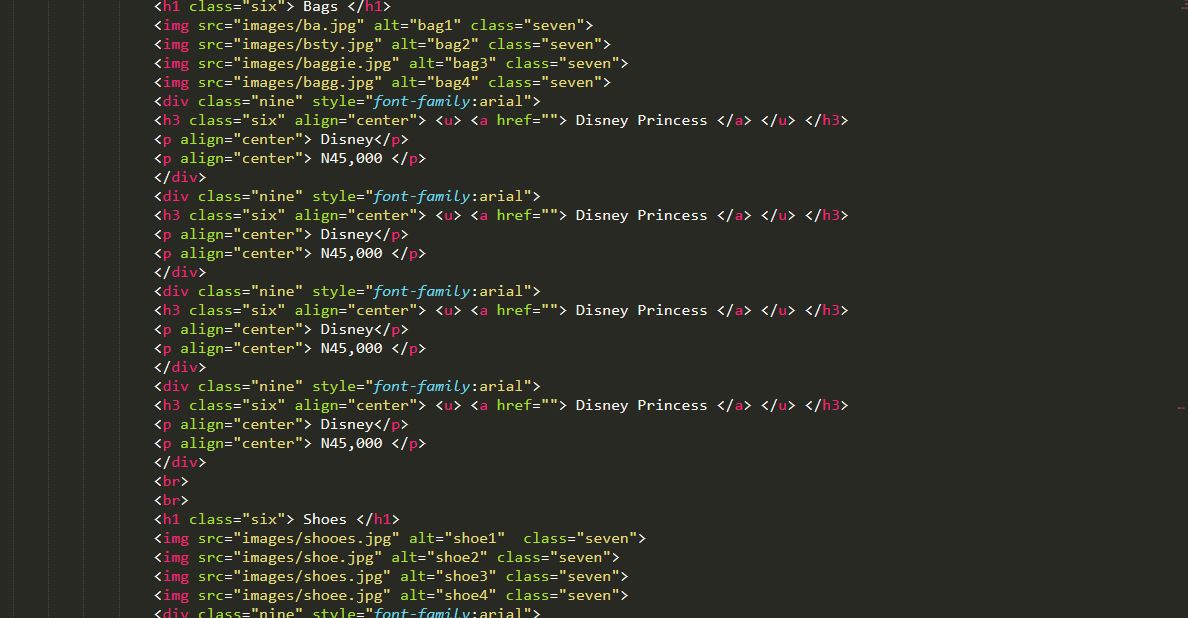 <h1 class="six"> Bags </h1>
<img src="images/ba.jpg" alt="bag1" class="seven">
<img src="images/bsty.jpg" alt="bag2" class="seven">
<img src="images/baggie.jpg" alt="bag3" class="seven">
<img src="images/bagg.jpg" alt="bag4" class="seven">
<div class="nine" style="font-family:arial">
<h3 class="six" align="center"> <u> <a href=""> Disney Princess </a> </u> </h3>
<p align="center"> Disney</p>
<p align="center"> N45,000 </p>
</div>
<div class="nine" style="font-family:arial">
<h3 class="six" align="center"> <u> <a href=""> Disney Princess </a> </u> </h3>
<p align="center"> Disney</p>
<p align="center"> N45,000 </p>
</div>
<div class="nine" style="font-family:arial">
<h3 class="six" align="center"> <u> <a href=""> Disney Princess </a> </u> </h3>
<p align="center"> Disney</p>
<p align="center"> N45,000 </p>
</div>
<div class="nine" style="font-family:arial">
<h3 class="six" align="center"> <u> <a href=""> Disney Princess </a> </u> </h3>
<p align="center"> Disney</p>
<p align="center"> N45,000 </p>
</div>
<br>
<br>
<h1 class="six"> Shoes </h1>
<img src="images/shooes.jpg" alt="shoe1"  class="seven">
<img src="images/shoe.jpg" alt="shoe2" class="seven">
<img src="images/shoes.jpg" alt="shoe3" class="seven">
<img src="images/shoee.jpg" alt="shoe4" class="seven">
<div class="nine" style="font-family:arial">